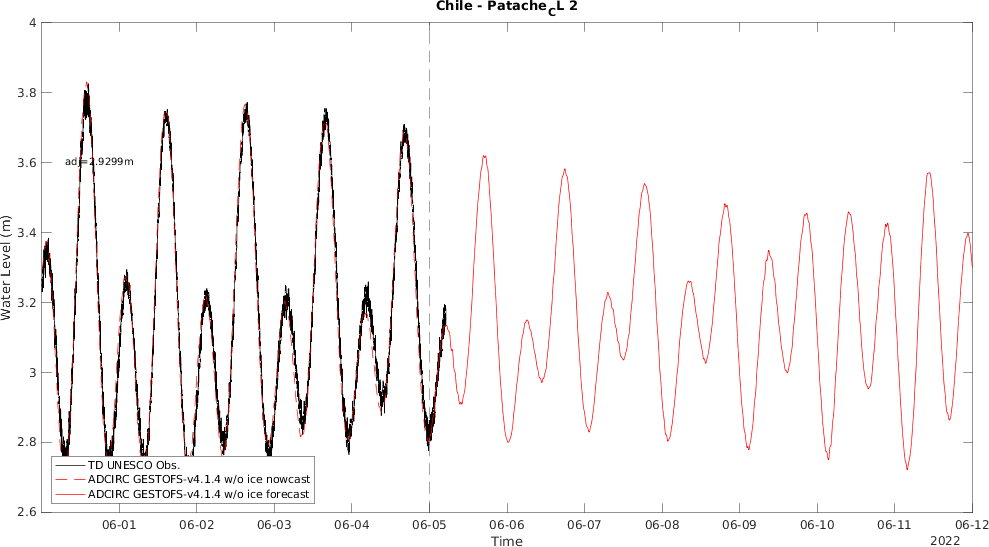 Chile - Patache_CL 2
4
3.8
3.6
3.4
3.2
3
2.8
2.6
Water Level (m)
adj=2.9299m
TD UNESCO Obs.
ADCIRC GESTOFS-v4.1.4 w/o ice nowcast
ADCIRC GESTOFS-v4.1.4 w/o ice forecast
06-01 06-02 06-03 06-04 06-05 06-06 06-07 06-08 06-09 06-10 06-11 06-12
Time
2022